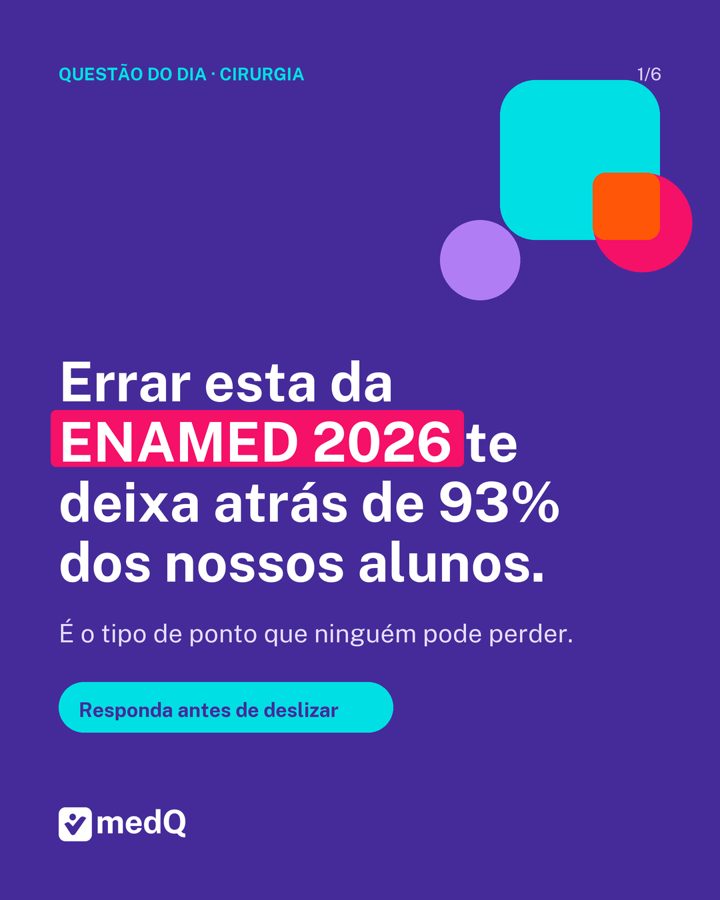 QUESTÃO DO DIA · CIRURGIA
1/6
Errar esta da
ENAMED 2026 te
deixa atrás de 93%
dos nossos alunos.
É o tipo de ponto que ninguém pode perder.
Responda antes de deslizar
medQ